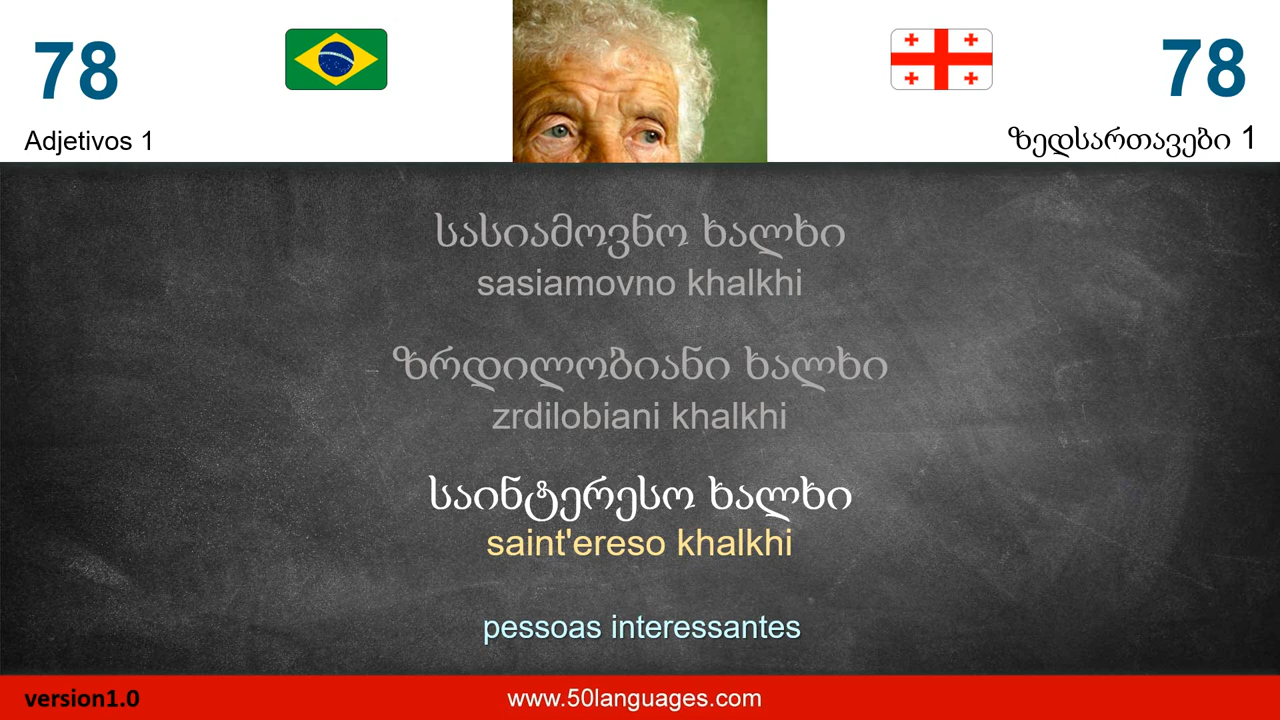 78
78
Adjetivos 1
ზედსართავები 1
სასიამოვნო ხალხი
sasiamovno khalkhi
ზრდილობიანი ხალხი
zrdilobiani khalkhi
საინტერესო ხალხი
saint'ereso khalkhi
pessoas interessantes
version1.0
www.50languages.com